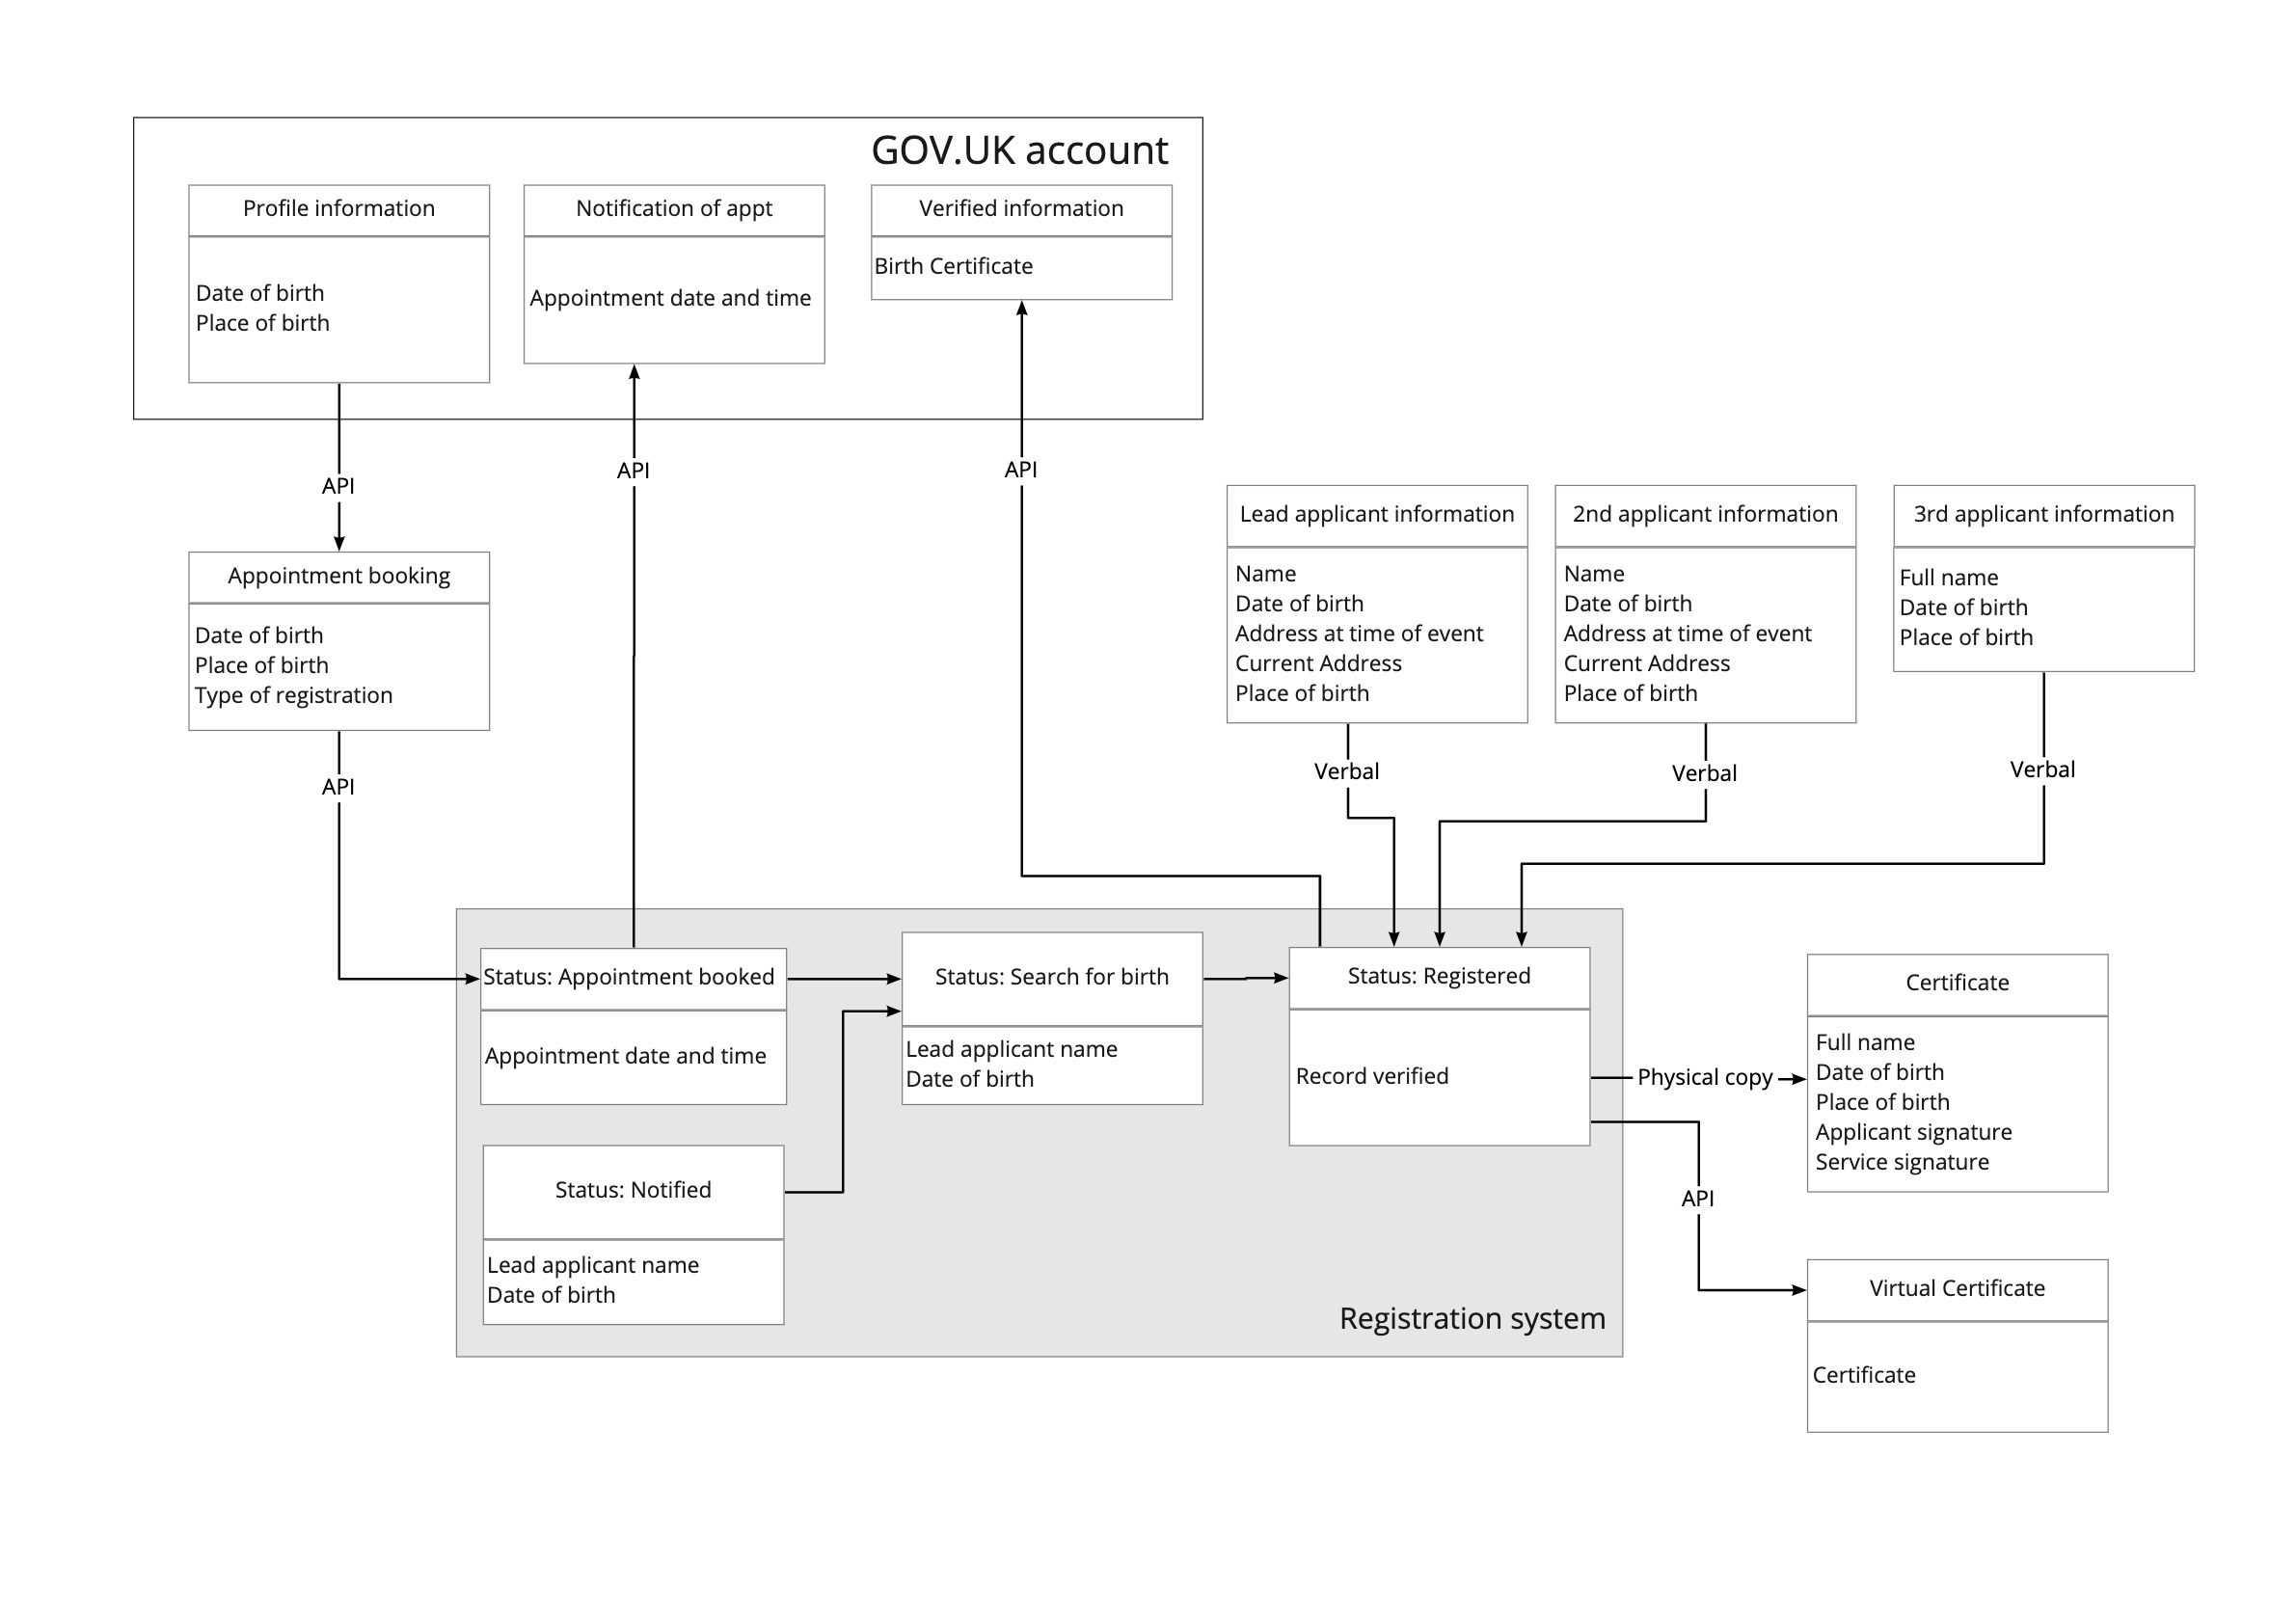 GOV.UK account
Profile information
Date of birth
Place of birth
Notification of appt
Appointment date and time
Verified information
Birth Certificate
API
API
API
Appointment booking
Date of birth
Place of birth
Type of registration
API
Lead applicant information
Name
Date of birth
Address at time of event
Current Address
Place of birth
2nd applicant information
Name
Date of birth
Address at time of event
Current Address
Place of birth
3rd applicant information
Full name
Date of birth
Place of birth
Verbal
Verbal
Verbal
Status: Appointment booked
Appointment date and time
Status: Search for birth
Lead applicant name
Date of birth
Status: Registered
Record verified
Status: Notified
Lead applicant name
Date of birth
Registration system
Physical copy
API
Certificate
Full name
Date of birth
Place of birth
Applicant signature
Service signature
Virtual Certificate
Certificate